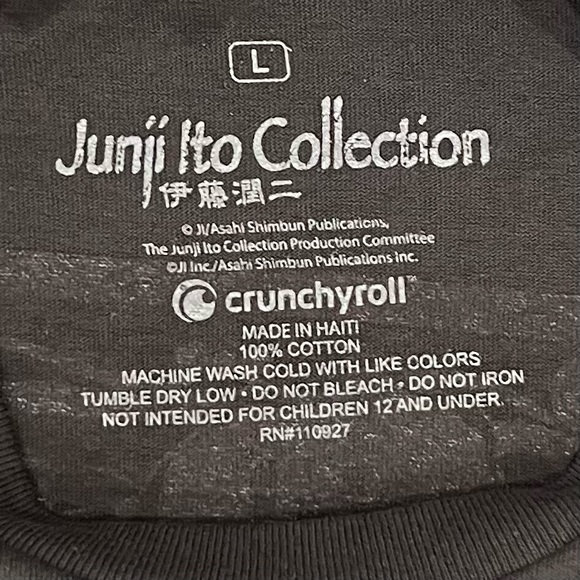 L
Junji Ito Collection
伊藤潤二
© JI/Asahi Shimbun Publications,
The Junji Ito Collection Production Committee
©JI Inc./Asahi Shimbun Publications Inc.
crunchyroll™
MADE IN HAITI
100% COTTON
MACHINE WASH COLD WITH LIKE COLORS
TUMBLE DRY LOW • DO NOT BLEACH • DO NOT IRON
NOT INTENDED FOR CHILDREN 12 AND UNDER.
RN#110927